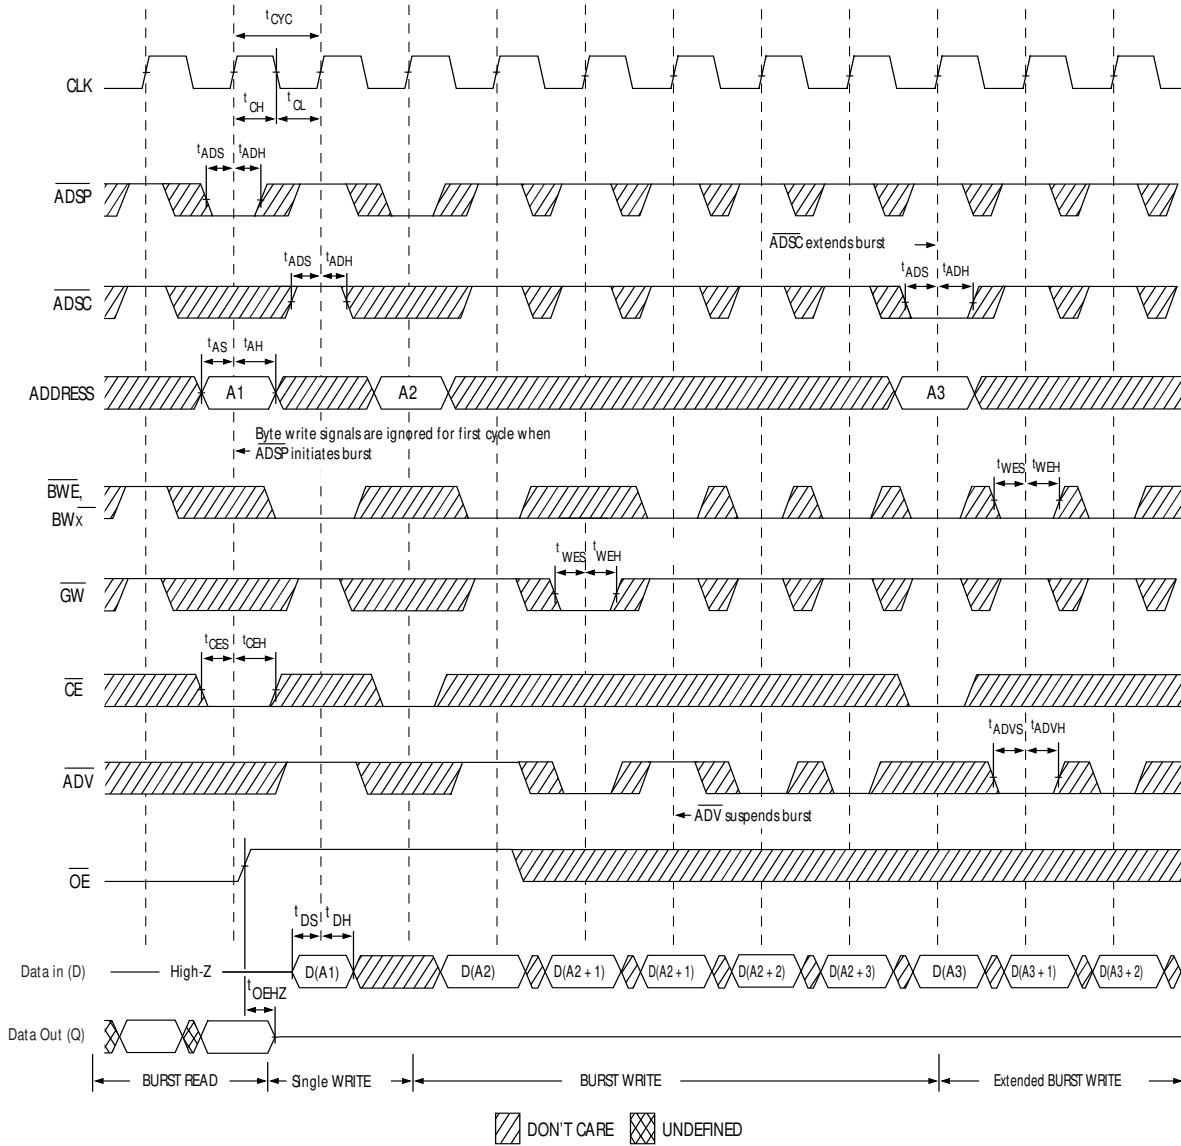 tCYC
CLK
tCH tCL
tADS tADH
ADSP
ADSC extends burst
tADS tADH tADS tADH
ADSC
tAS tAH
ADDRESS A1 A2 A3
Byte write signals are ignored for first cycle when
ADSP initiates burst
tWES tWEH
BWE,
BWX
tWES tWEH
GW
tCES tCEH
CE
tADVS tADVH
ADV
ADV suspends burst
OE
tDS tDH
Data in (D) High-Z D(A1) D(A2) D(A2 + 1) D(A2 + 1) D(A2 + 2) D(A2 + 3) D(A3) D(A3 + 1) D(A3 + 2)
tOEHZ
Data Out (Q)
BURST READ Single WRITE BURST WRITE Extended BURST WRITE
DON'T CARE UNDEFINED